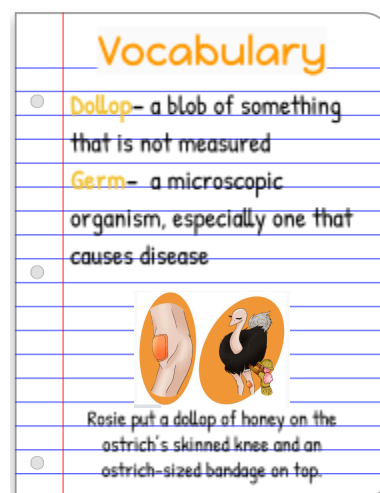 Vocabulary
Dollop- a blob of something
that is not measured
Germ- a microscopic
organism, especially one that
causes disease
Rosie put a dollop of honey on the
ostrich's skinned knee and an
ostrich-sized bandage on top.